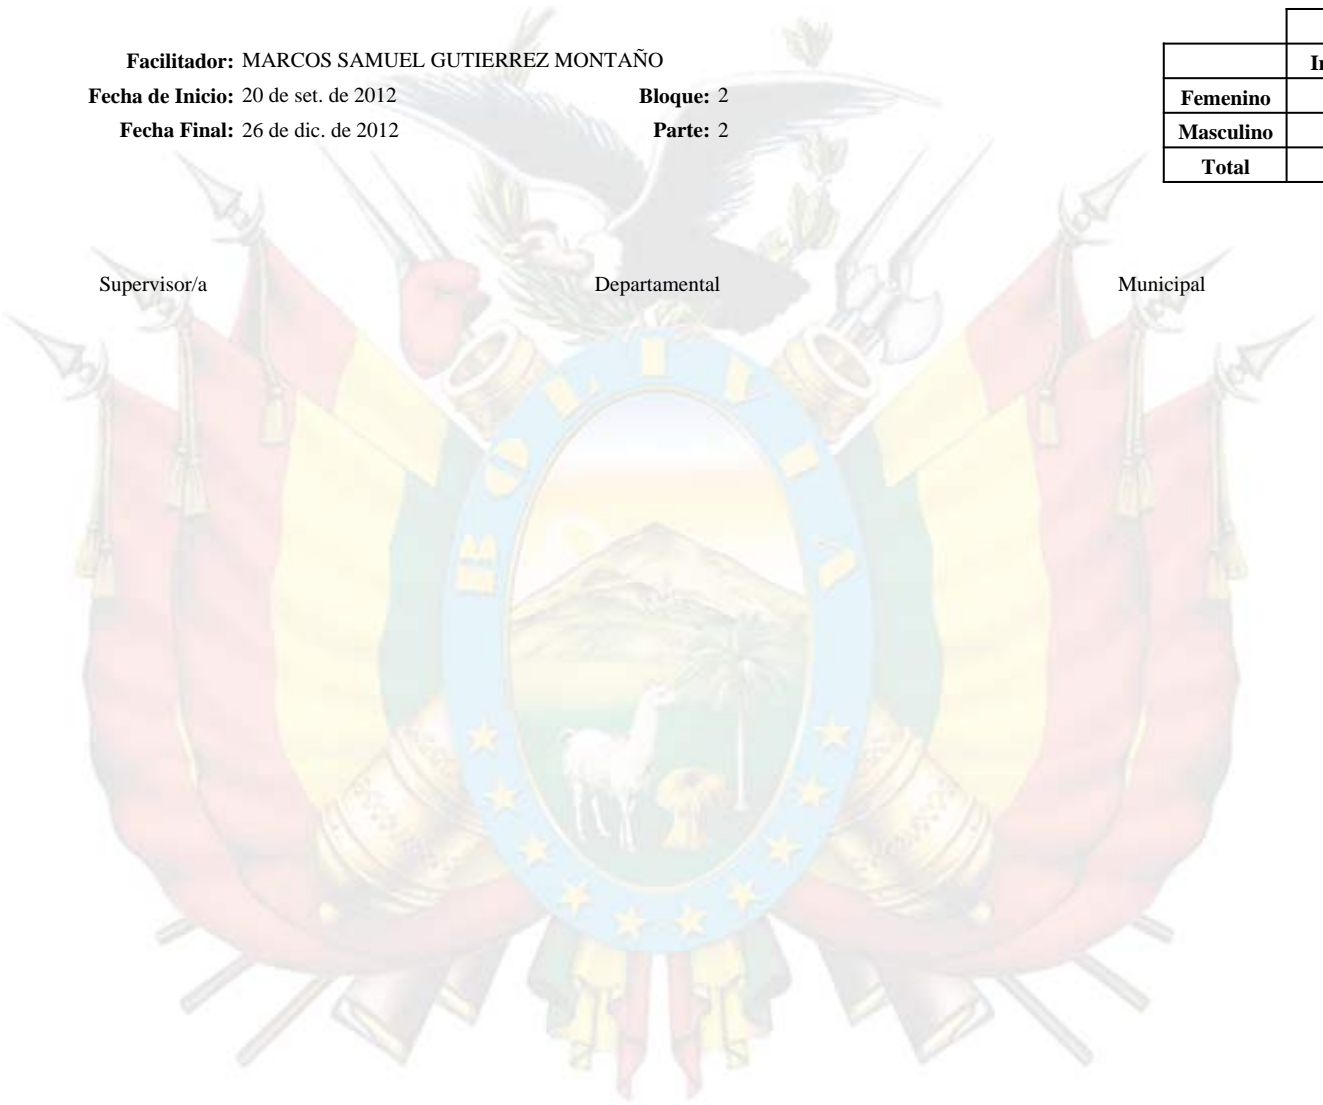 Facilitador: MARCOS SAMUEL GUTIERREZ MONTAÑO
Fecha de Inicio: 20 de set. de 2012 Bloque: 2
Fecha Final: 26 de dic. de 2012 Parte: 2
Femenino
Masculino
Total
Supervisor/a Departamental Municipal
BOLIVIA